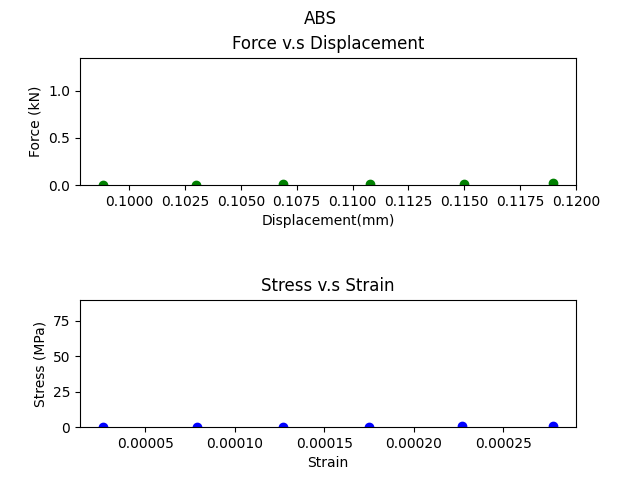 ABS
Force v.s Displacement
1.0
0.5
0.0
Force (kN)
0.1000 0.1025 0.1050 0.1075 0.1100 0.1125 0.1150 0.1175 0.1200
Displacement(mm)
Stress v.s Strain
75
50
25
0
Stress (MPa)
0.00005 0.00010 0.00015 0.00020 0.00025
Strain